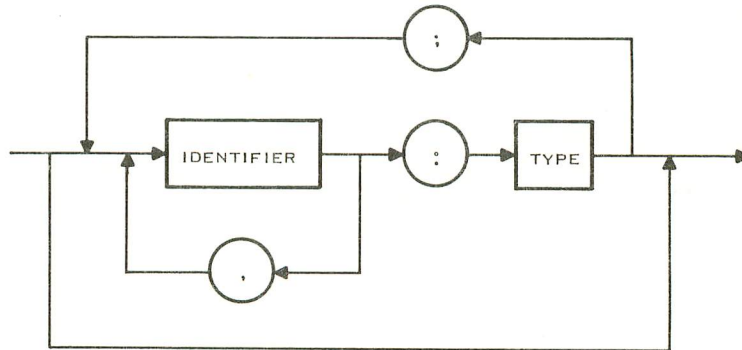 ;
IDENTIFIER
:
TYPE
,